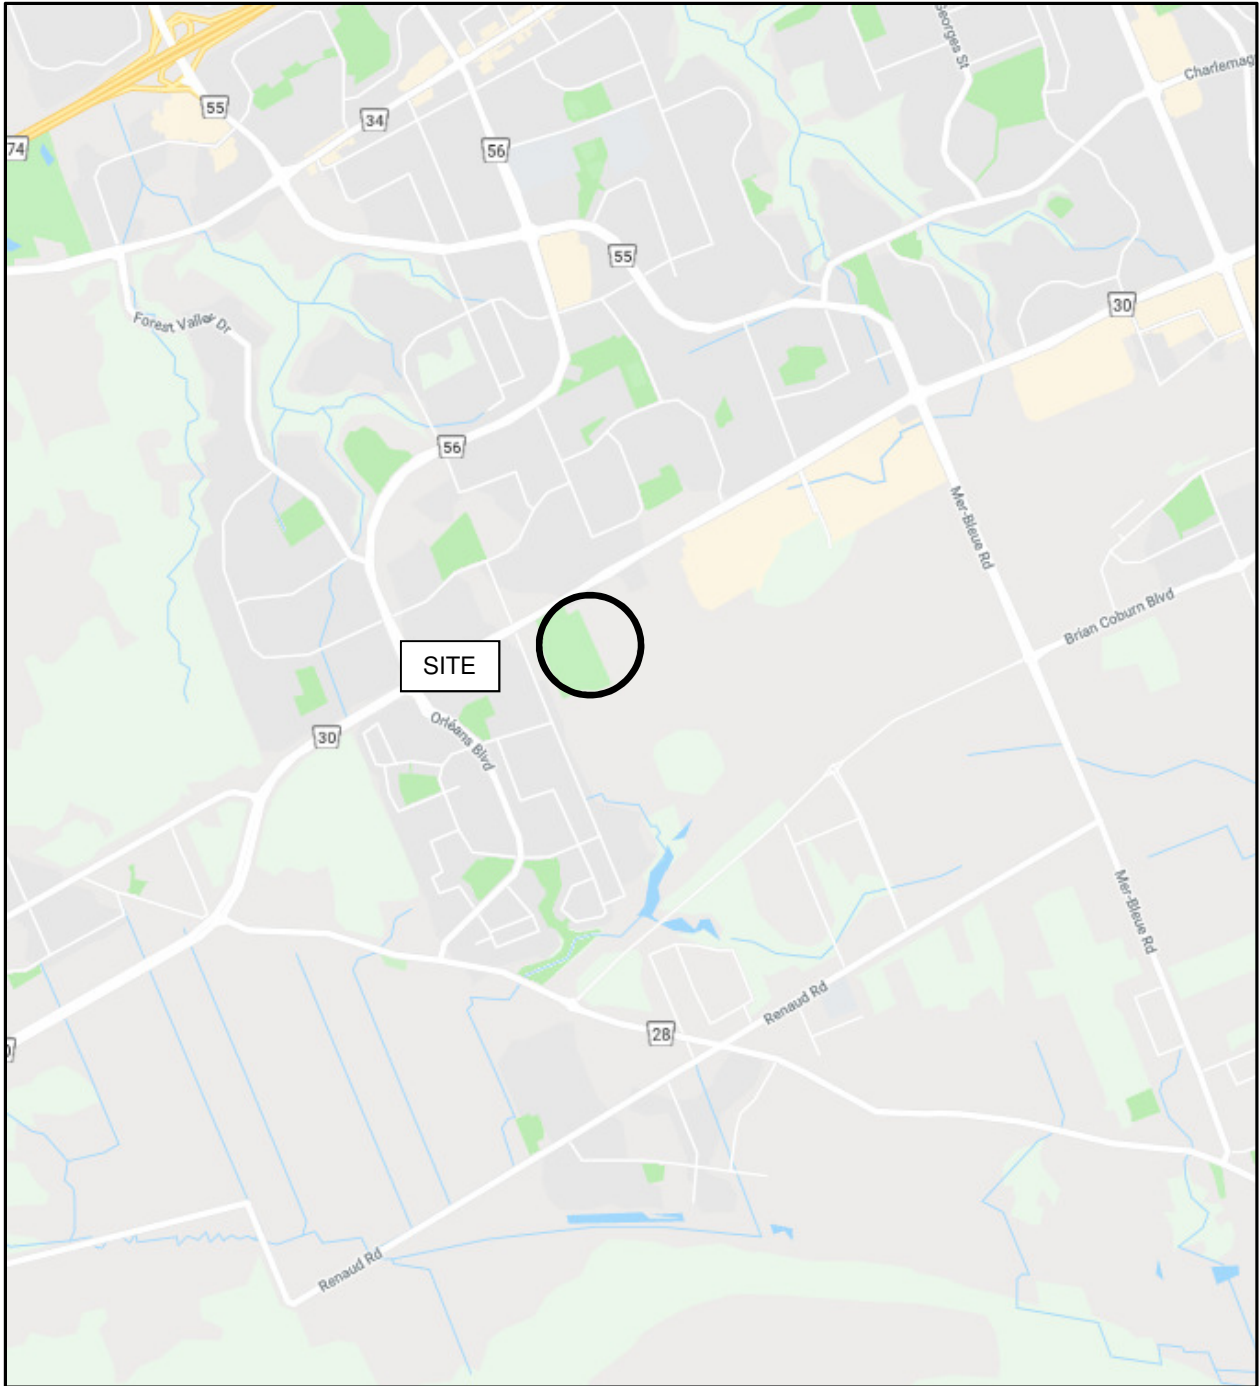 Georges St
Charlemag
55
34
74
56
55
30
Forest Valley Dr
56
Mer-Bleue Rd
Brian Coburn Blvd
SITE
Orléans Blvd
30
Mer-Bleue Rd
Renaud Rd
28
Renaud Rd